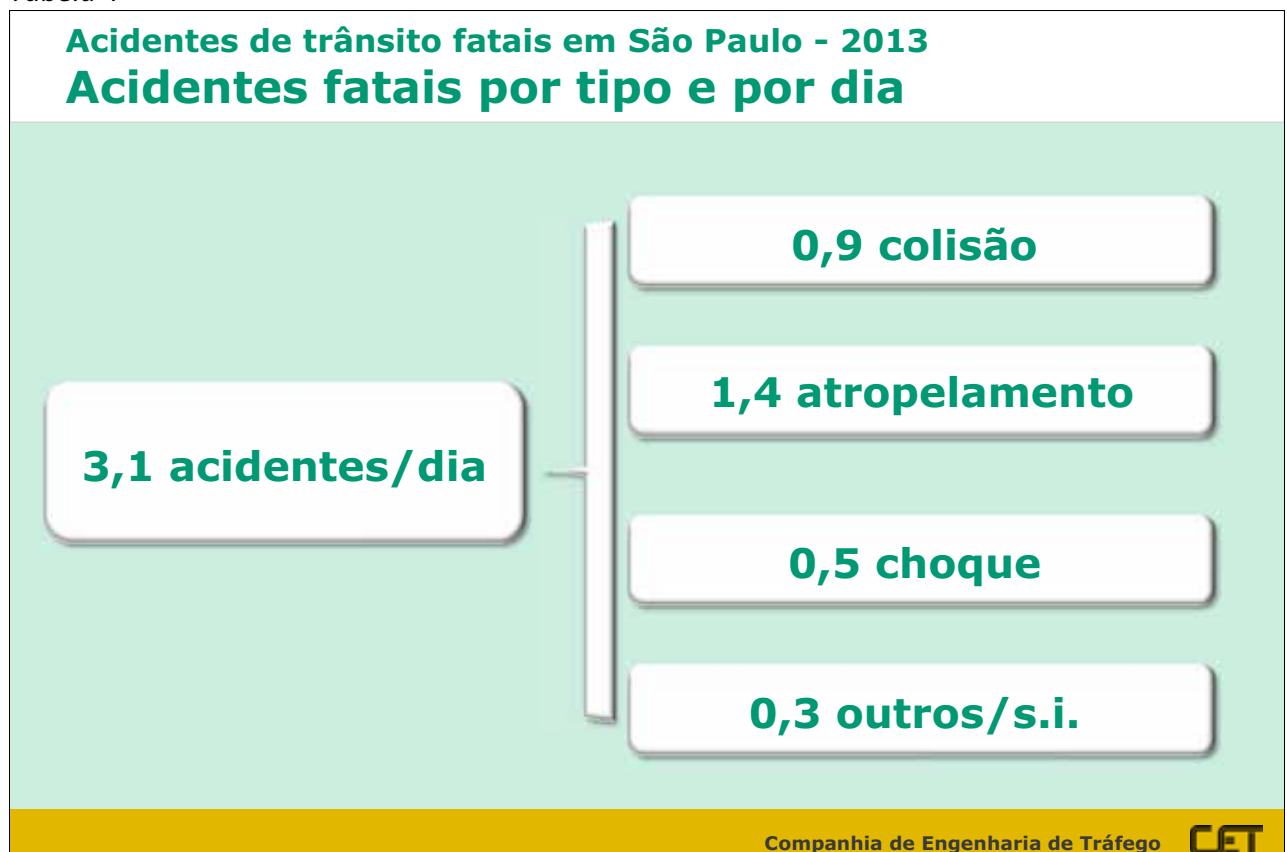 Acidentes de trânsito fatais em São Paulo - 2013
Acidentes fatais por tipo e por dia
0,9 colisão
1,4 atropelamento
3,1 acidentes/dia
0,5 choque
0,3 outros/s.i.
Companhia de Engenharia de Tráfego CET